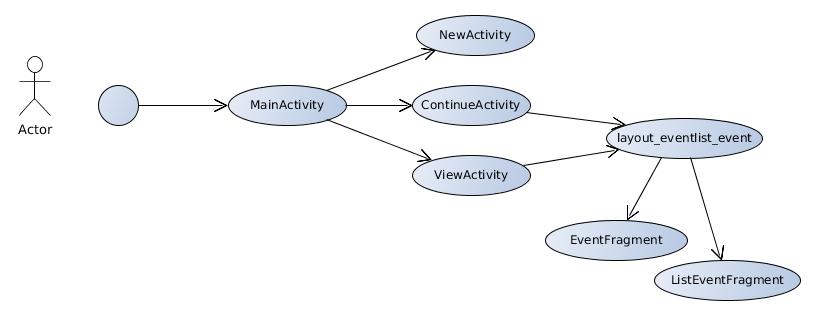 NewActivity
Actor
MainActivity
ContinueActivity
layout_eventlist_event
ViewActivity
EventFragment
ListEventFragment